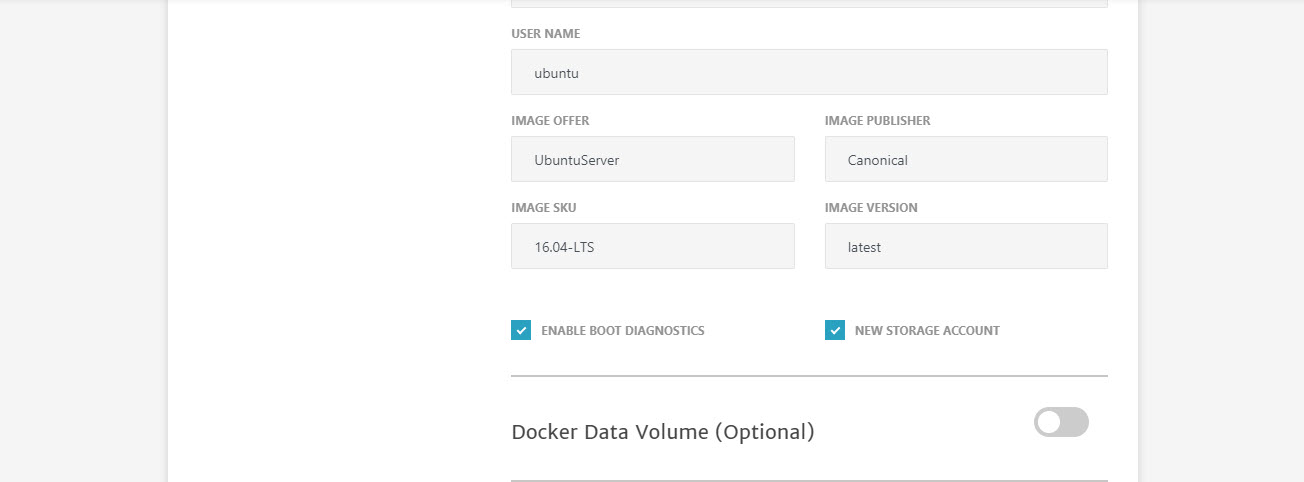 USER NAME
ubuntu
IMAGE OFFER
IMAGE PUBLISHER
UbuntuServer
Canonical
IMAGE SKU
IMAGE VERSION
16.04-LTS
latest
ENABLE BOOT DIAGNOSTICS
NEW STORAGE ACCOUNT
Docker Data Volume (Optional)